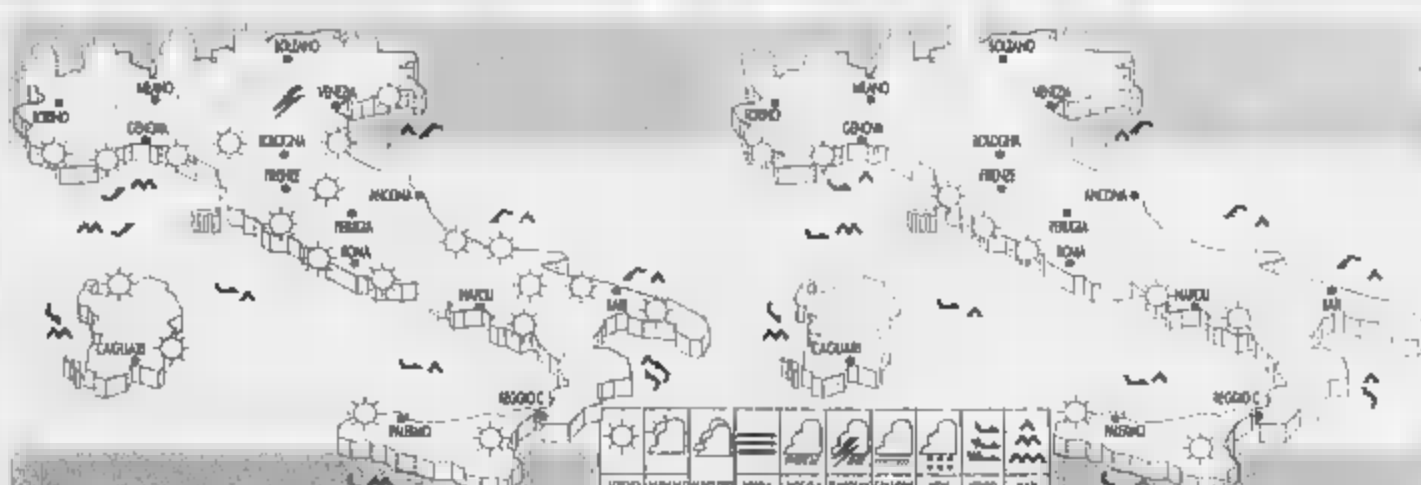 BOLZANO
MILANO
VENEZIA
TORINO
GENOVA
BOLOGNA
FIRENZE
ANCONA
PERUGIA
ROMA
NAPOLI
BARI
CAGLIARI
REGGIO C.
PALERMO
BOLZANO
MILANO
VENEZIA
TORINO
GENOVA
BOLOGNA
FIRENZE
ANCONA
PERUGIA
ROMA
NAPOLI
BARI
CAGLIARI
REGGIO C.
PALERMO